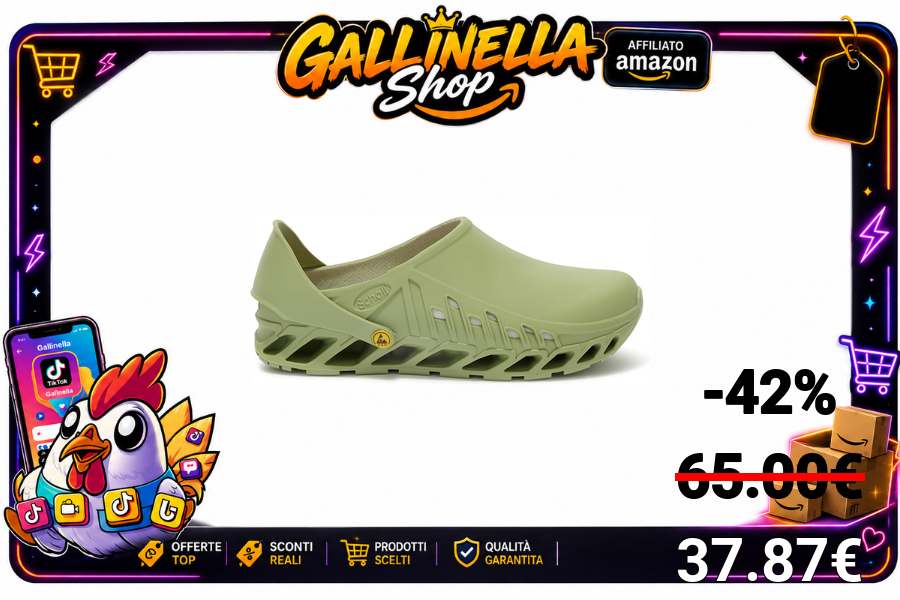 GALLINELLA
Shop
AFFILIATO
amazon
Scholl
Gallinella
TikTok
Gallinella
-42%
65.00€
37.87€
OFFERTE
TOP
SCONTI
REALI
PRODOTTI
SCELTI
QUALITÀ
GARANTITA